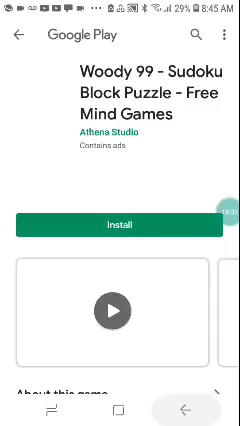 29% 8:45 AM
Google Play
Woody 99 - Sudoku
Block Puzzle - Free
Mind Games
Athena Studio
Contains ads
Install
About this game